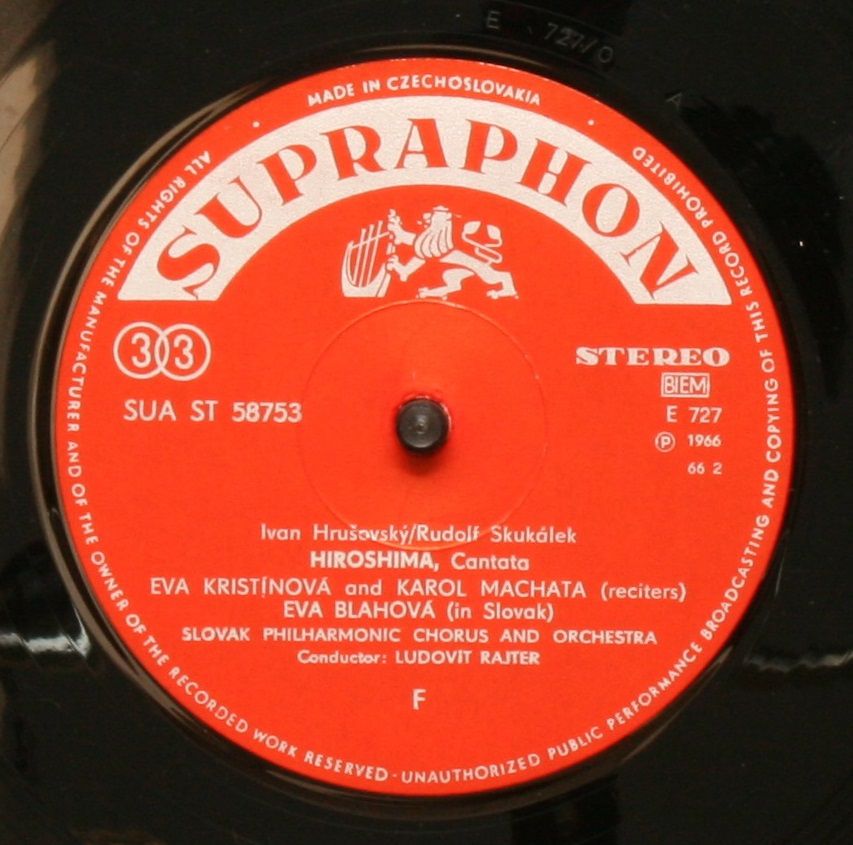 E 727/0
MADE IN CZECHOSLOVAKIA
SUPRAPHON
33
STEREO
BIEM
SUA ST 58753
E 727
Ⓟ 1966
66 2
Ivan Hrušovský/Rudolf Skukálek
HIROSHIMA, Cantata
EVA KRISTÍNOVÁ and KAROL MACHATA (reciters)
EVA BLAHOVÁ (in Slovak)
SLOVAK PHILHARMONIC CHORUS AND ORCHESTRA
Conductor: LUDOVÍT RAJTER
F
ALL RIGHTS OF THE MANUFACTURER AND OF THE OWNER OF THE RECORDED WORK RESERVED · UNAUTHORIZED PUBLIC PERFORMANCE BROADCASTING AND COPYING OF THIS RECORD PROHIBITED